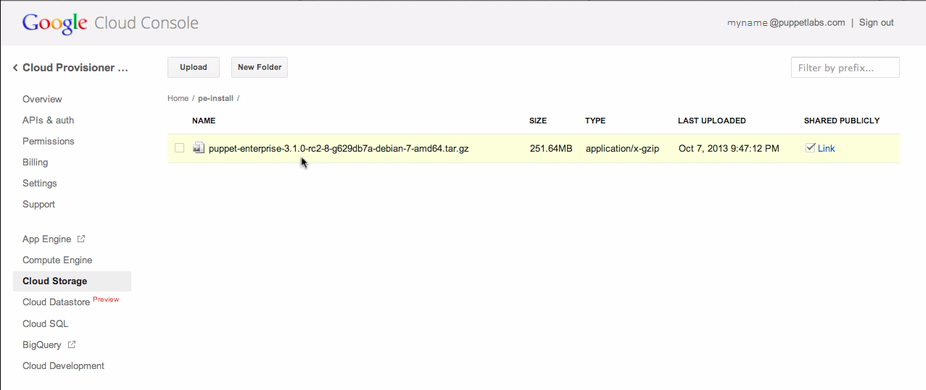 Google Cloud Console
myname@puppetlabs.com | Sign out
Cloud Provisioner ...
Upload
New Folder
Filter by prefix...
Home / pe-install /
Overview
APIs & auth
Permissions
Billing
Settings
Support
App Engine
Compute Engine
Cloud Storage
Cloud Datastore Preview
Cloud SQL
BigQuery
Cloud Development
NAME SIZE TYPE LAST UPLOADED SHARED PUBLICLY
puppet-enterprise-3.1.0-rc2-8-g629db7a-debian-7-amd64.tar.gz 251.64MB application/x-gzip Oct 7, 2013 9:47:12 PM Link